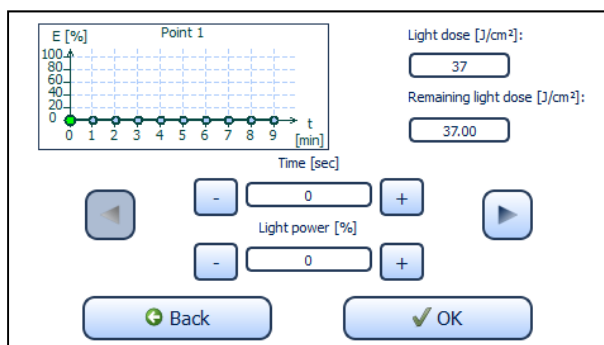 E [%]
Point 1
100
80
60
40
20
0
0 1 2 3 4 5 6 7 8 9
t
[min]
Light dose [J/cm²]:
37
Remaining light dose [J/cm²]:
37.00
Time [sec]
- 0 +
Light power [%]
- 0 +
Back
OK